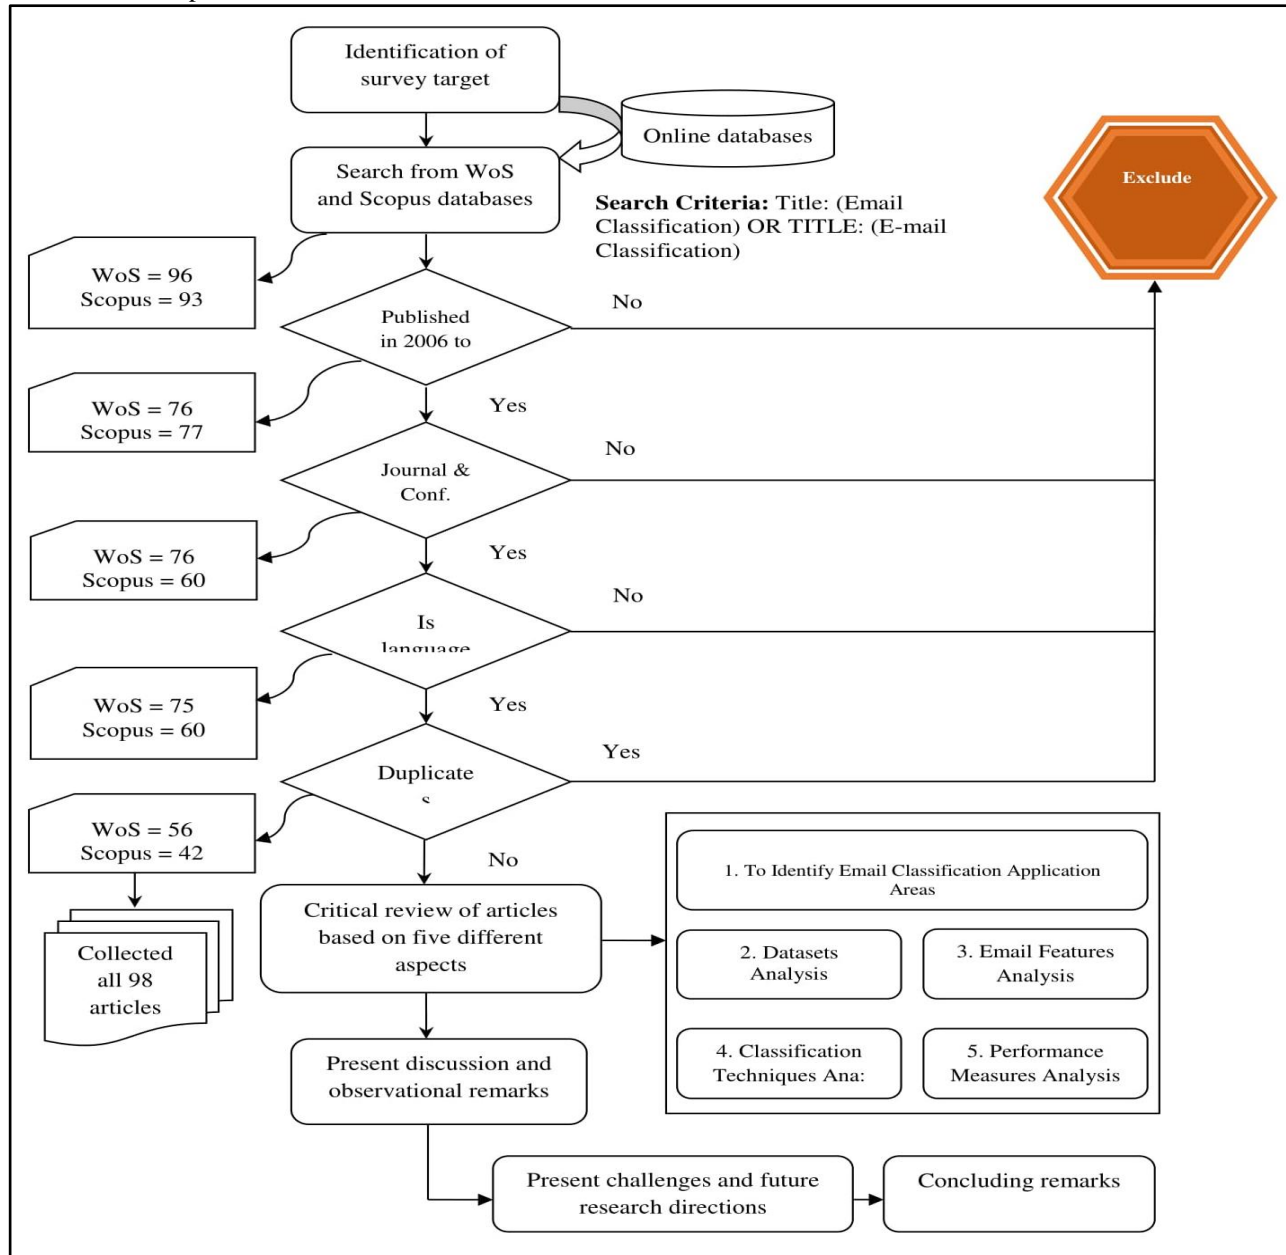 Identification of
survey target
Online databases
Exclude
Search from WoS
and Scopus databases
Search Criteria: Title: (Email
Classification) OR TITLE: (E-mail
Classification)
WoS = 96
Scopus = 93
No
Published
in 2006 to
WoS = 76
Scopus = 77
Yes
No
Journal &
Conf.
WoS = 76
Scopus = 60
Yes
No
Is
language
WoS = 75
Scopus = 60
Yes
Yes
Duplicate
s
WoS = 56
Scopus = 42
No
1. To Identify Email Classification Application
Areas
Critical review of articles
based on five different
aspects
2. Datasets
Analysis
3. Email Features
Analysis
Collected
all 98
articles
4. Classification
Techniques Ana:
5. Performance
Measures Analysis
Present discussion and
observational remarks
Present challenges and future
research directions
Concluding remarks